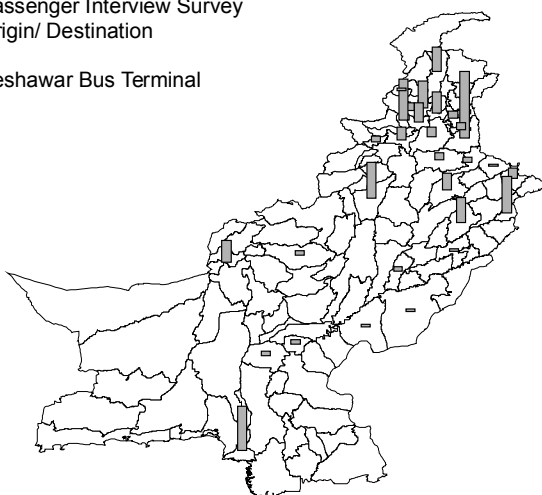 assenger Interview Survey
rigin/ Destination
eshawar Bus Terminal